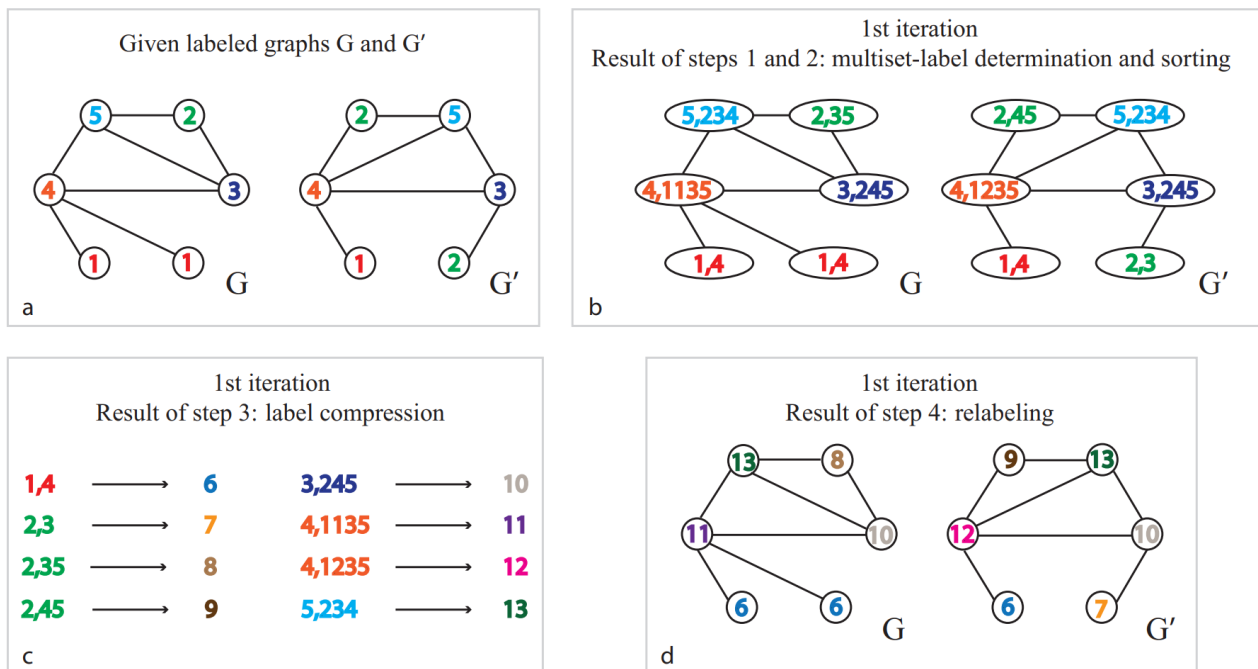 Given labeled graphs G and G′
5 2
4 3
1 1
G
2 5
4 3
1 2
G′
a
1st iteration
Result of steps 1 and 2: multiset-label determination and sorting
5,234 2,35
4,1135 3,245
1,4 1,4
G
2,45 5,234
4,1235 3,245
1,4 2,3
G′
b
1st iteration
Result of step 3: label compression
1,4 → 6 3,245 → 10
2,3 → 7 4,1135 → 11
2,35 → 8 4,1235 → 12
2,45 → 9 5,234 → 13
c
1st iteration
Result of step 4: relabeling
13 8
11 10
6 6
G
9 13
12 10
6 7
G′
d